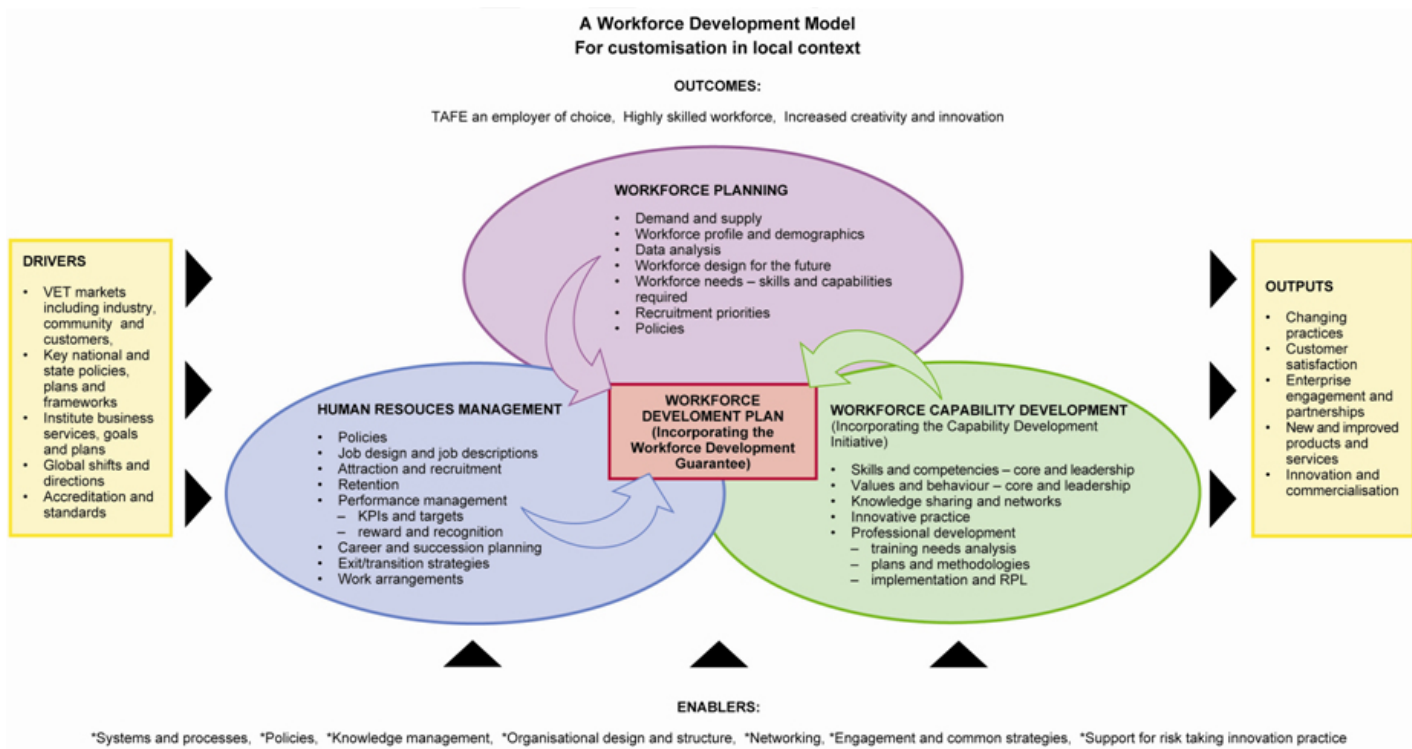 A Workforce Development Model
For customisation in local context
OUTCOMES:
TAFE an employer of choice, Highly skilled workforce, Increased creativity and innovation
WORKFORCE PLANNING
• Demand and supply
• Workforce profile and demographics
• Data analysis
• Workforce design for the future
• Workforce needs – skills and capabilities
required
• Recruitment priorities
• Policies
DRIVERS
• VET markets
including industry,
community and
customers,
• Key national and
state policies,
plans and
frameworks
• Institute business
services, goals
and plans
• Global shifts and
directions
• Accreditation and
standards
HUMAN RESOUCES MANAGEMENT
• Policies
• Job design and job descriptions
• Attraction and recruitment
• Retention
• Performance management
– KPIs and targets
– reward and recognition
• Career and succession planning
• Exit/transition strategies
• Work arrangements
WORKFORCE
DEVELOMENT PLAN
(Incorporating the
Workforce Development
Guarantee)
WORKFORCE CAPABILITY DEVELOPMENT
(Incorporating the Capability Development
Initiative)
• Skills and competencies – core and leadership
• Values and behaviour – core and leadership
• Knowledge sharing and networks
• Innovative practice
• Professional development
– training needs analysis
– plans and methodologies
– implementation and RPL
OUTPUTS
• Changing
practices
• Customer
satisfaction
• Enterprise
engagement and
partnerships
• New and improved
products and
services
• Innovation and
commercialisation
ENABLERS:
*Systems and processes, *Policies, *Knowledge management, *Organisational design and structure, *Networking, *Engagement and common strategies, *Support for risk taking innovation practice